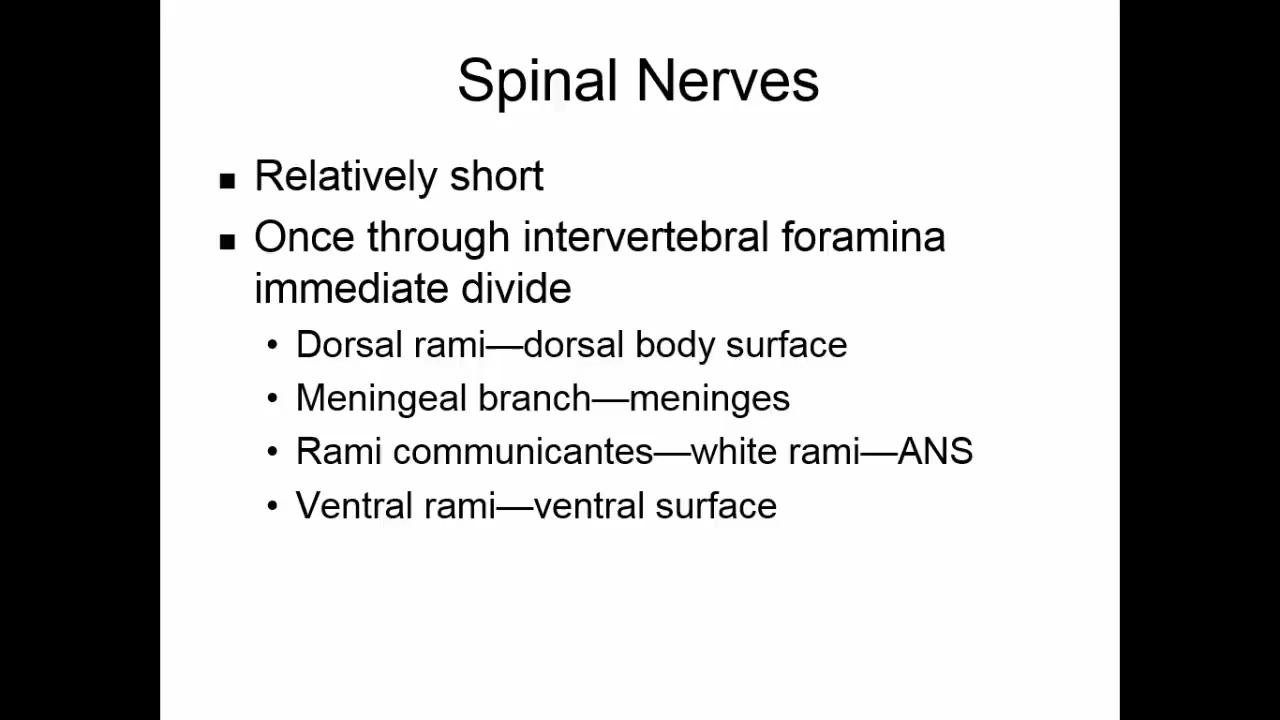 Spinal Nerves
▪ Relatively short
▪ Once through intervertebral foramina
immediate divide
• Dorsal rami—dorsal body surface
• Meningeal branch—meninges
• Rami communicantes—white rami—ANS
• Ventral rami—ventral surface